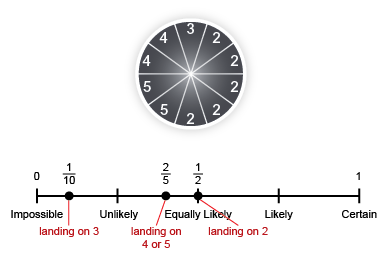 3
4 2
4 2
5 2
5 2
2 2
0 1/10 2/5 1/2 1
Impossible Unlikely Equally Likely Likely Certain
landing on 3 landing on landing on 2
4 or 5